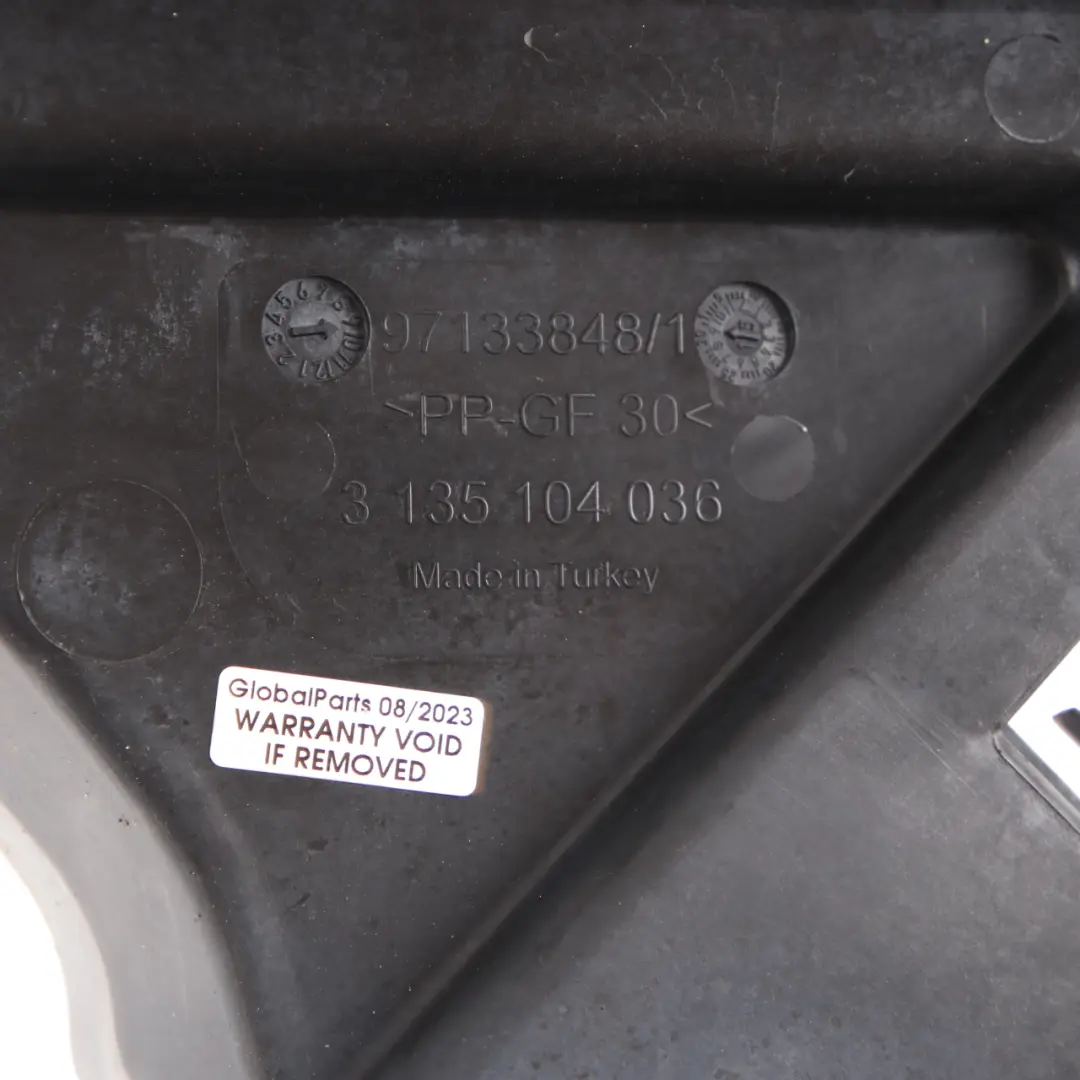 97133848/1
>PP-GF 30<
3 135 104 036
Made in Turkey
GlobalParts 08/2023
WARRANTY VOID
IF REMOVED